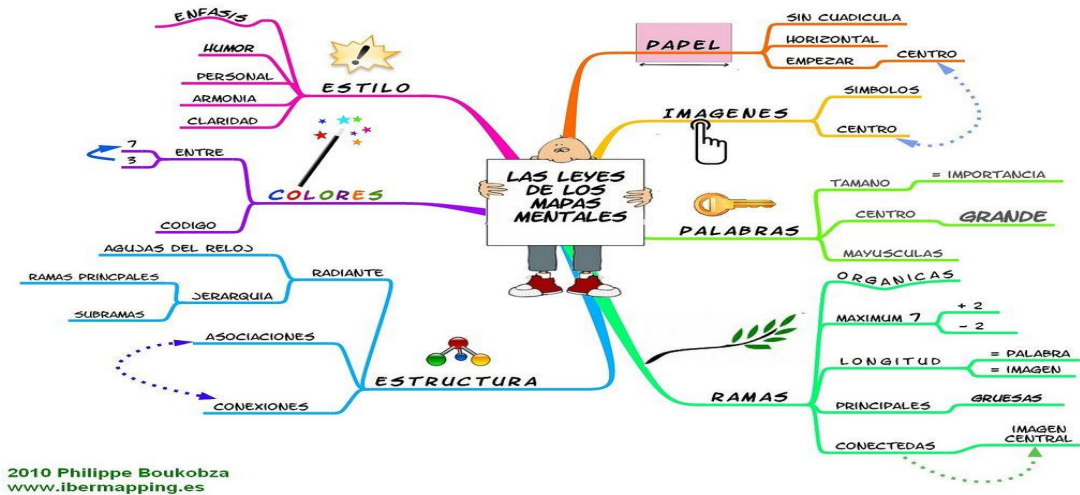 LAS LEYES
DE LOS
MAPAS
MENTALES
PAPEL
SIN CUADICULA
HORIZONTAL
EMPEZAR
CENTRO
IMAGENES
SIMBOLOS
CENTRO
PALABRAS
TAMANO
= IMPORTANCIA
CENTRO
GRANDE
MAYUSCULAS
RAMAS
ORGANICAS
MAXIMUM 7
+ 2
- 2
LONGITUD
= PALABRA
= IMAGEN
PRINCIPALES
GRUESAS
CONECTEDAS
IMAGEN
CENTRAL
ESTRUCTURA
RADIANTE
AGUJAS DEL RELOJ
JERARQUIA
RAMAS PRINCPALES
SUBRAMAS
ASOCIACIONES
CONEXIONES
COLORES
ENTRE
7
3
CODIGO
ESTILO
ENFASIS
HUMOR
PERSONAL
ARMONIA
CLARIDAD
!
2010 Philippe Boukobza
www.ibermapping.es